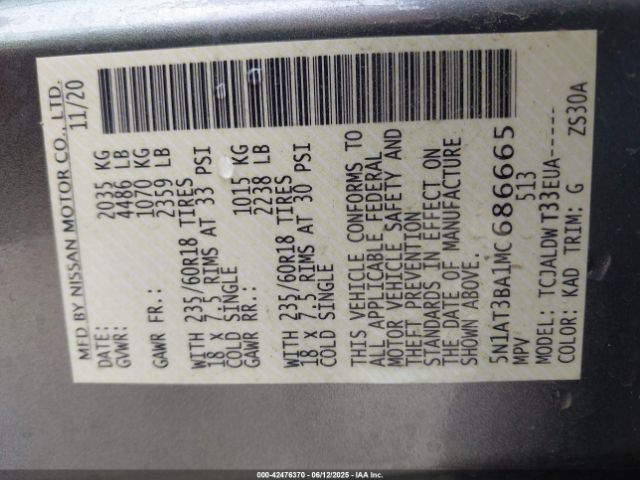 MFD BY NISSAN MOTOR CO., LTD.
DATE: 11/20
GVWR: 2035 KG
4486 LB
GAWR FR.: 1070 KG
2359 LB
WITH 235/60R18 TIRES
18 X 7.5 RIMS AT 33 PSI
COLD SINGLE
GAWR RR.: 1015 KG
2238 LB
WITH 235/60R18 TIRES
18 X 7.5 RIMS AT 30 PSI
COLD SINGLE
THIS VEHICLE CONFORMS TO
ALL APPLICABLE FEDERAL
MOTOR VEHICLE SAFETY AND
THEFT PREVENTION
STANDARDS IN EFFECT ON
THE DATE OF MANUFACTURE
SHOWN ABOVE.
5N1AT3BA1MC686665
MPV 513
MODEL: TCJALDW T33EUA-----
COLOR: KAD TRIM: G ZS30A
000-42476370 - 06/12/2025 - IAA Inc.